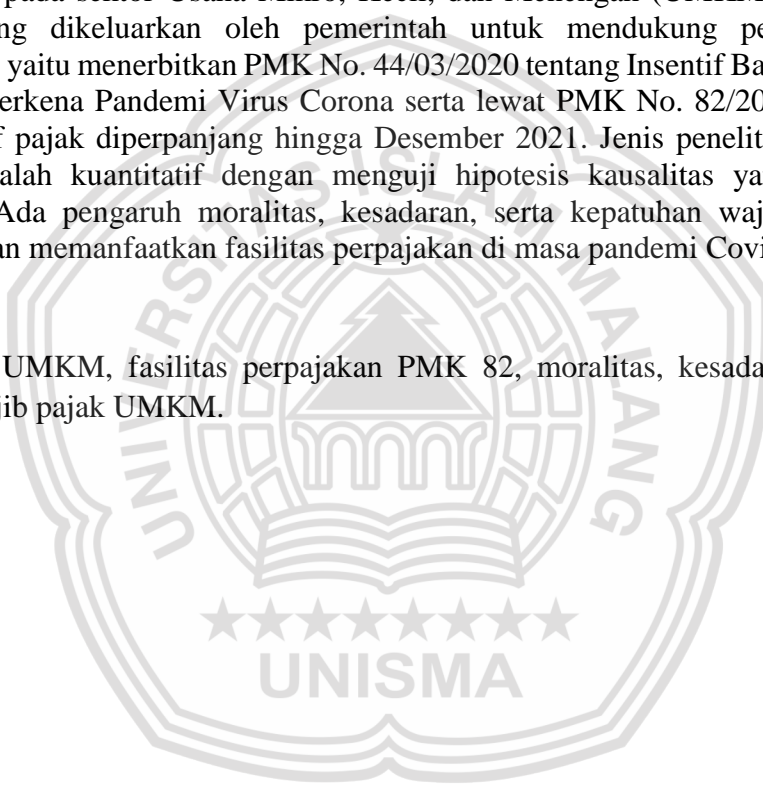 pada sektor Usaha Mikro, Kecil, dan Menengah (UMKM
ng dikeluarkan oleh pemerintah untuk mendukung pe
yaitu menerbitkan PMK No. 44/03/2020 tentang Insentif Ba
erkena Pandemi Virus Corona serta lewat PMK No. 82/20
f pajak diperpanjang hingga Desember 2021. Jenis penelit
alah kuantitatif dengan menguji hipotesis kausalitas ya
Ada pengaruh moralitas, kesadaran, serta kepatuhan waj
an memanfaatkan fasilitas perpajakan di masa pandemi Covi
UMKM, fasilitas perpajakan PMK 82, moralitas, kesada
jib pajak UMKM.
UNIVERSITAS ISLAM MALANG
UNISMA